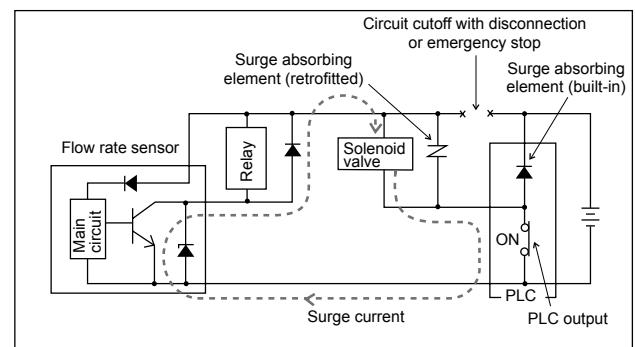 Circuit cutoff with disconnection
or emergency stop
Surge absorbing
element (retrofitted)
Surge absorbing
element (built-in)
Flow rate sensor
Relay
Solenoid
valve
Main
circuit
ON
PLC
Surge current
PLC output